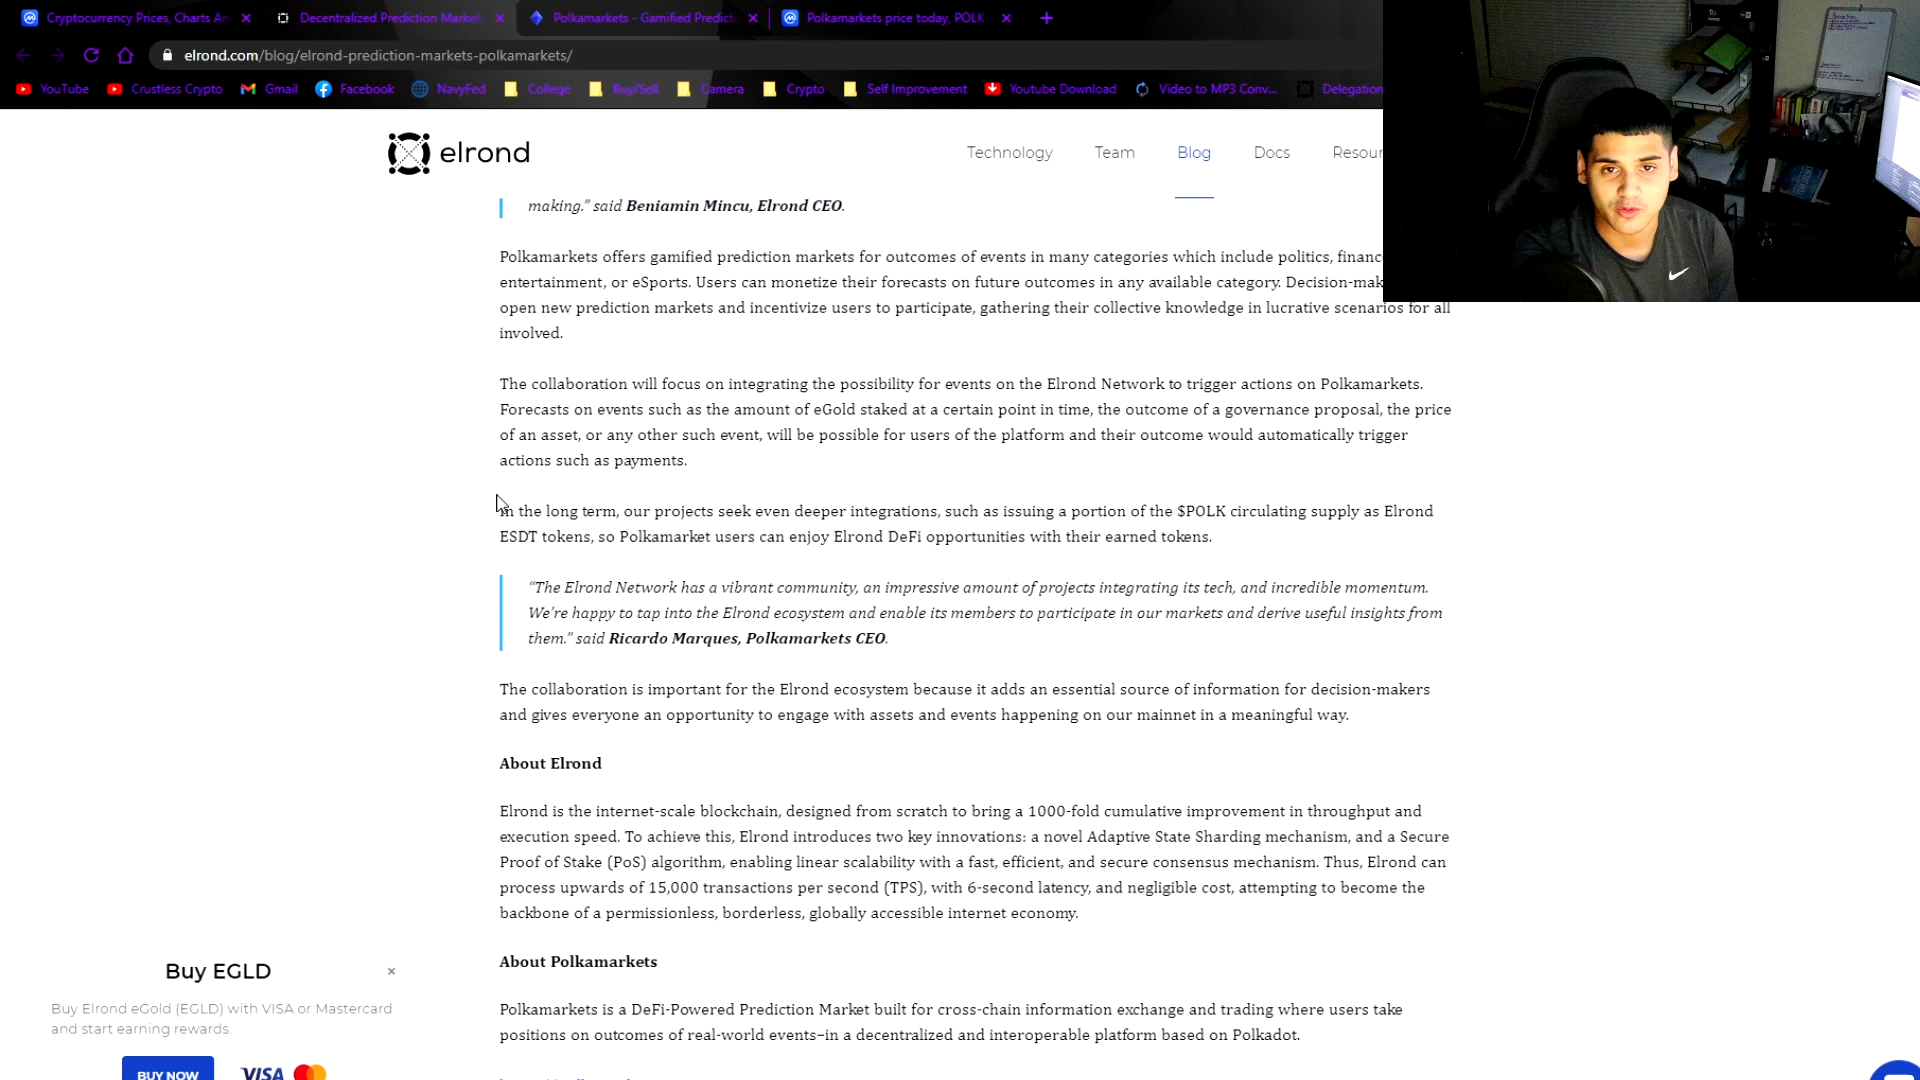 Cryptocurrency Prices, Charts An
Decentralized Prediction Market
Polkamarkets - Gamified Predicti
Polkamarkets price today, POLK
elrond.com/blog/elrond-prediction-markets-polkamarkets/
YouTube
Crustless Crypto
Gmail
Facebook
NavyFed
College
Buy/Sell
Camera
Crypto
Self Improvement
Youtube Download
Video to MP3 Conv...
Delegation
elrond
Technology
Team
Blog
Docs
Resour
making.” said Beniamin Mincu, Elrond CEO.
Polkamarkets offers gamified prediction markets for outcomes of events in many categories which include politics, financ
entertainment, or eSports. Users can monetize their forecasts on future outcomes in any available category. Decision-mak
open new prediction markets and incentivize users to participate, gathering their collective knowledge in lucrative scenarios for all
involved.
The collaboration will focus on integrating the possibility for events on the Elrond Network to trigger actions on Polkamarkets.
Forecasts on events such as the amount of eGold staked at a certain point in time, the outcome of a governance proposal, the price
of an asset, or any other such event, will be possible for users of the platform and their outcome would automatically trigger
actions such as payments.
In the long term, our projects seek even deeper integrations, such as issuing a portion of the $POLK circulating supply as Elrond
ESDT tokens, so Polkamarket users can enjoy Elrond DeFi opportunities with their earned tokens.
“The Elrond Network has a vibrant community, an impressive amount of projects integrating its tech, and incredible momentum.
We’re happy to tap into the Elrond ecosystem and enable its members to participate in our markets and derive useful insights from
them.” said Ricardo Marques, Polkamarkets CEO.
The collaboration is important for the Elrond ecosystem because it adds an essential source of information for decision-makers
and gives everyone an opportunity to engage with assets and events happening on our mainnet in a meaningful way.
About Elrond
Elrond is the internet-scale blockchain, designed from scratch to bring a 1000-fold cumulative improvement in throughput and
execution speed. To achieve this, Elrond introduces two key innovations: a novel Adaptive State Sharding mechanism, and a Secure
Proof of Stake (PoS) algorithm, enabling linear scalability with a fast, efficient, and secure consensus mechanism. Thus, Elrond can
process upwards of 15,000 transactions per second (TPS), with 6-second latency, and negligible cost, attempting to become the
backbone of a permissionless, borderless, globally accessible internet economy.
About Polkamarkets
Polkamarkets is a DeFi-Powered Prediction Market built for cross-chain information exchange and trading where users take
positions on outcomes of real-world events–in a decentralized and interoperable platform based on Polkadot.
Buy EGLD
Buy Elrond eGold (EGLD) with VISA or Mastercard
and start earning rewards.
BUY NOW
VISA